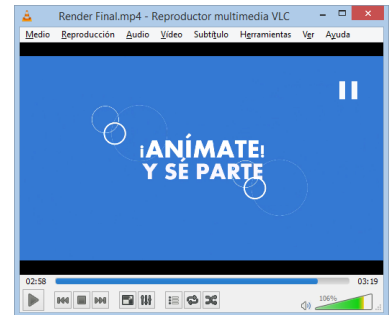 Render Final.mp4 - Reproductor multimedia VLC
Medio Reproducción Audio Vídeo Subtítulo Herramientas Ver Ayuda
¡ANÍMATE!
Y SÉ PARTE
02:58 03:19
106%